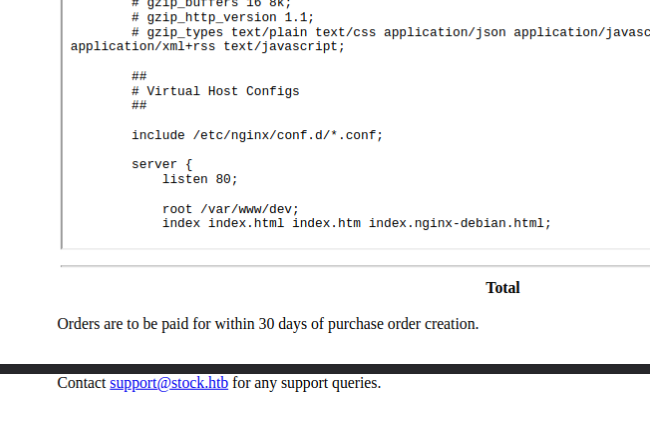 # gzip_buffers 16 8k;
# gzip_http_version 1.1;
# gzip_types text/plain text/css application/json
application/xml+rss text/javascript;
##
# Virtual Host Configs
##
include /etc/nginx/conf.d/*.conf;
server {
listen 80;
root /var/www/dev;
index index.html index.htm index.nginx-debian.html;
Total
Orders are to be paid for within 30 days of purchase order creation.
Contact support@stock.htb for any support queries.